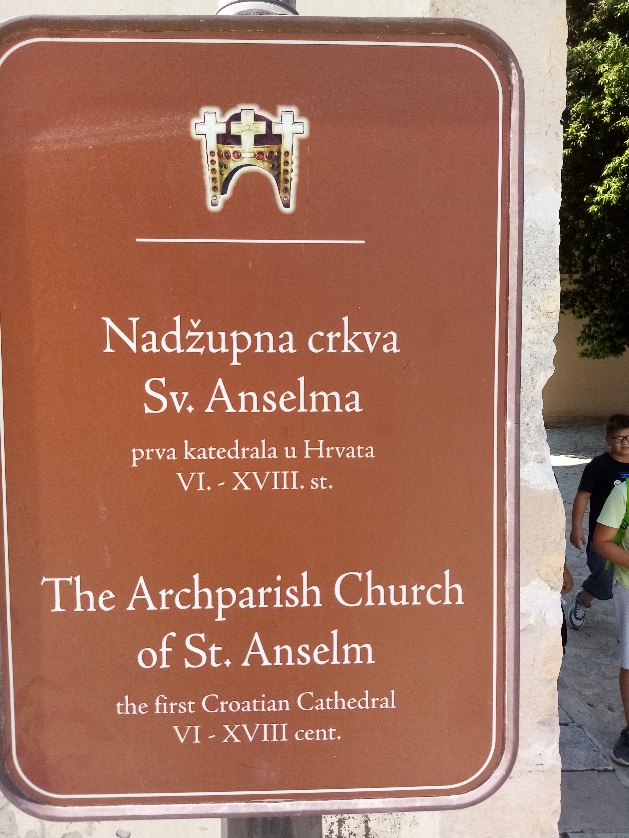 Nadžupna crkva
Sv. Anselma
prva katedrala u Hrvata
VI. - XVIII. st.
The Archparish Church
of St. Anselm
the first Croatian Cathedral
VI - XVIII cent.